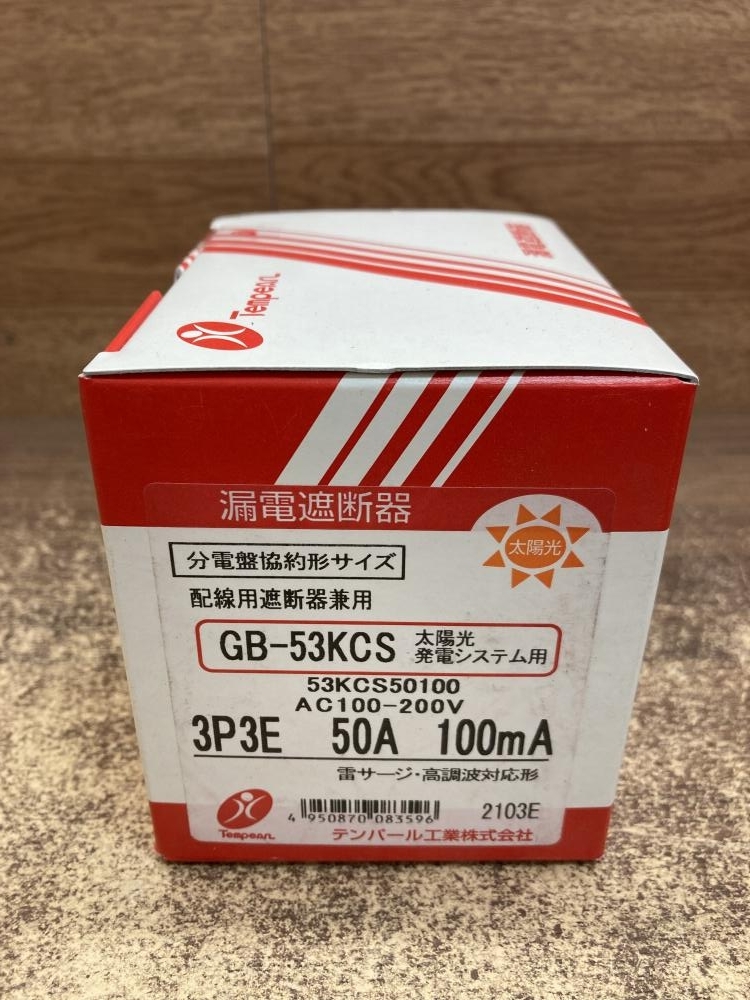 Tempearl
漏電遮断器
太陽光
分電盤協約形サイズ
配線用遮断器兼用
GB-53KCS 太陽光
発電システム用
53KCS50100
AC100-200V
3P3E 50A 100mA
雷サージ・高調波対応形
Tempearl
4 950870 083596
2103E
テンパール工業株式会社